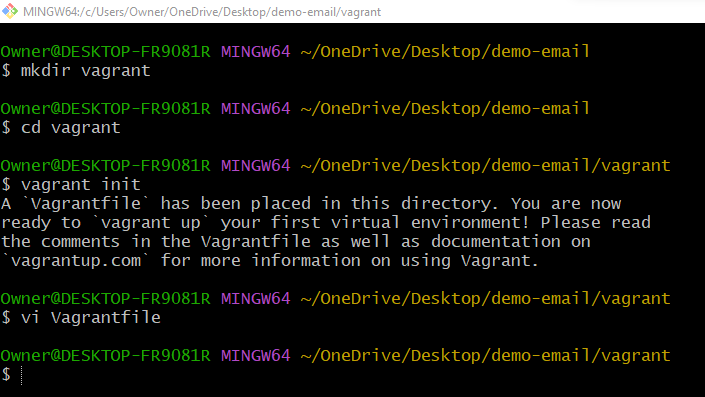 MINGW64:/c/Users/Owner/OneDrive/Desktop/demo-email/vagrant
Owner@DESKTOP-FR9081R MINGW64 ~/OneDrive/Desktop/demo-email
$ mkdir vagrant
Owner@DESKTOP-FR9081R MINGW64 ~/OneDrive/Desktop/demo-email
$ cd vagrant
Owner@DESKTOP-FR9081R MINGW64 ~/OneDrive/Desktop/demo-email/vagrant
$ vagrant init
A `Vagrantfile` has been placed in this directory. You are now
ready to `vagrant up` your first virtual environment! Please read
the comments in the Vagrantfile as well as documentation on
`vagrantup.com` for more information on using Vagrant.
Owner@DESKTOP-FR9081R MINGW64 ~/OneDrive/Desktop/demo-email/vagrant
$ vi Vagrantfile
Owner@DESKTOP-FR9081R MINGW64 ~/OneDrive/Desktop/demo-email/vagrant
$